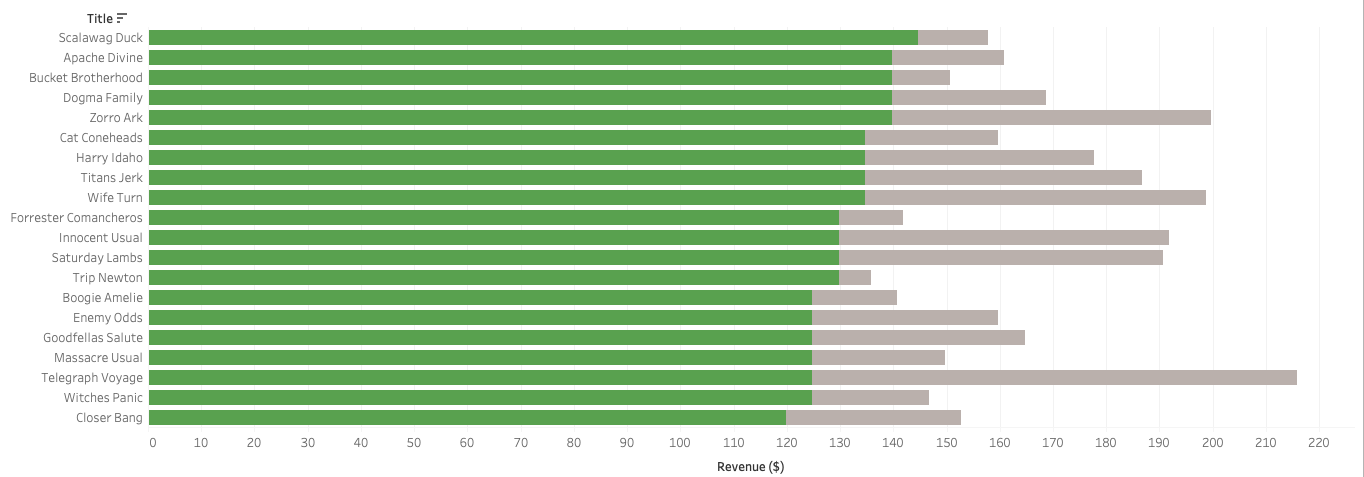 Title
Scalawag Duck
Apache Divine
Bucket Brotherhood
Dogma Family
Zorro Ark
Cat Coneheads
Harry Idaho
Titans Jerk
Wife Turn
Forrester Comancheros
Innocent Usual
Saturday Lambs
Trip Newton
Boogie Amelie
Enemy Odds
Goodfellas Salute
Massacre Usual
Telegraph Voyage
Witches Panic
Closer Bang
0 10 20 30 40 50 60 70 80 90 100 110 120 130 140 150 160 170 180 190 200 210 220
Revenue ($)